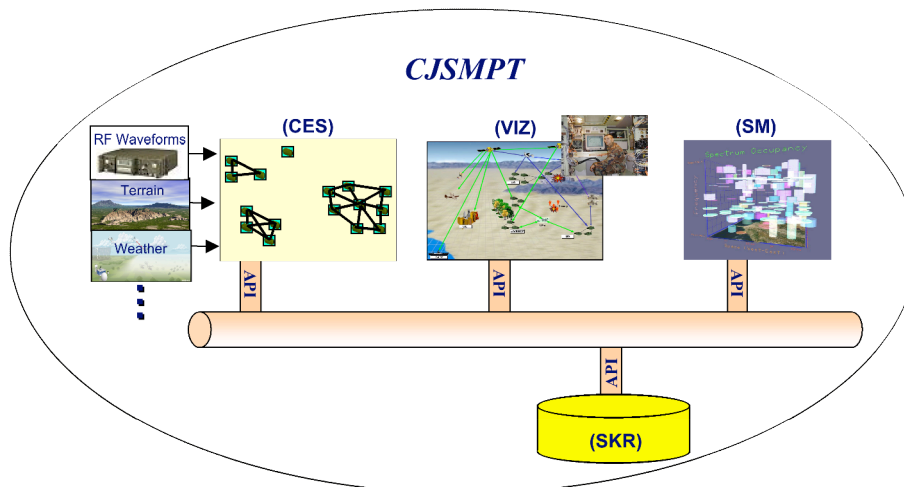 CJSMPT
(CES)
(VIZ)
(SM)
RF Waveforms
Terrain
Weather
Spectrum Occupancy
API
API
API
API
(SKR)